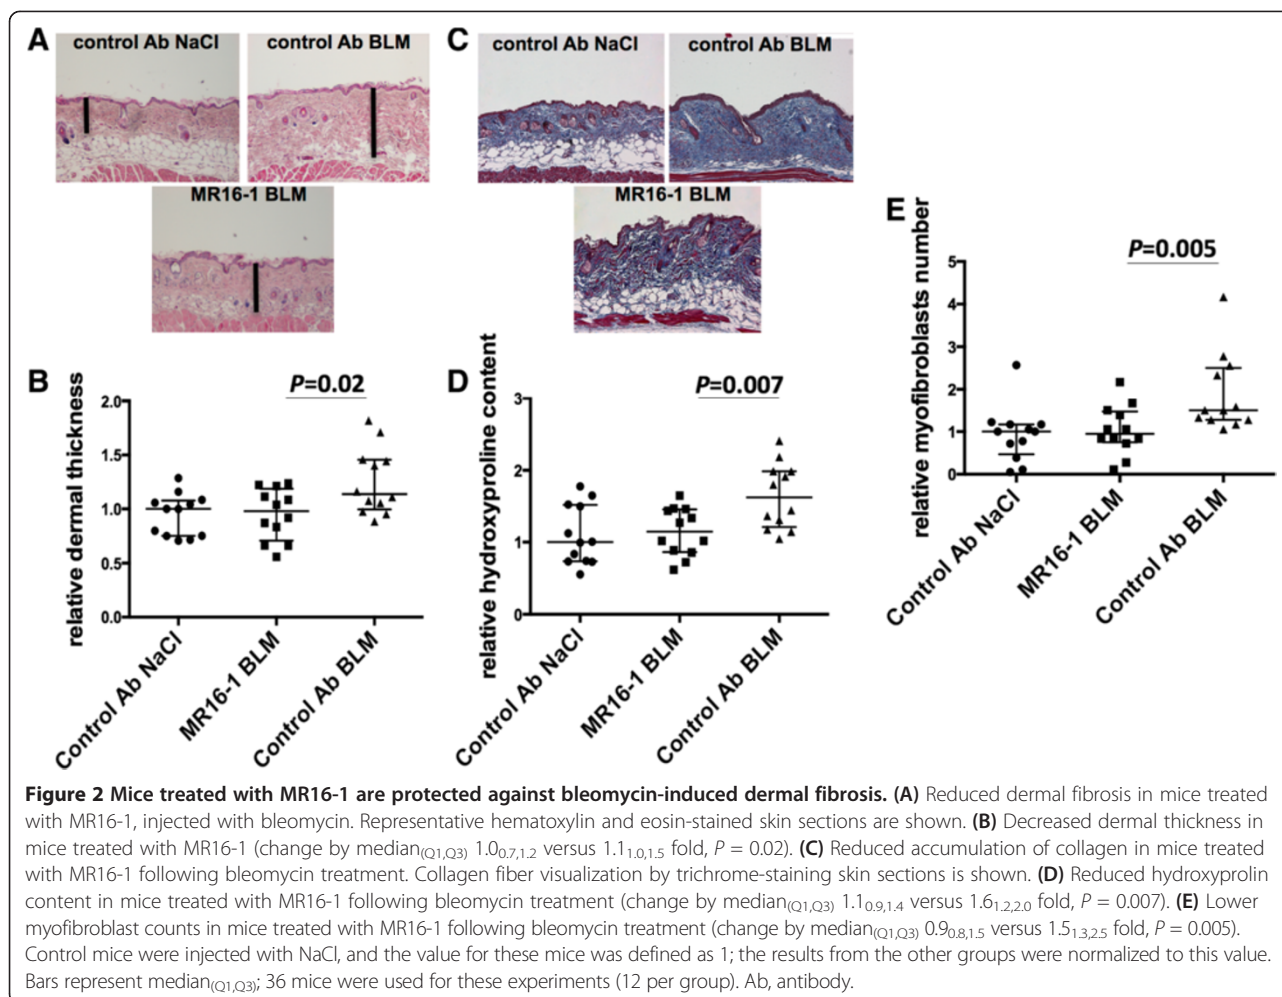 A
control Ab NaCl
control Ab BLM
MR16-1 BLM
C
control Ab NaCl
control Ab BLM
MR16-1 BLM
B
relative dermal thickness
P=0.02
2.0
1.5
1.0
0.5
0.0
Control Ab NaCl
MR16-1 BLM
Control Ab BLM
D
relative hydroxyproline content
P=0.007
3
2
1
0
Control Ab NaCl
MR16-1 BLM
Control Ab BLM
E
relative myofibroblasts number
P=0.005
5
4
3
2
1
0
Control Ab NaCl
MR16-1 BLM
Control Ab BLM
Figure 2 Mice treated with MR16-1 are protected against bleomycin-induced dermal fibrosis. (A) Reduced dermal fibrosis in mice treated
with MR16-1, injected with bleomycin. Representative hematoxylin and eosin-stained skin sections are shown. (B) Decreased dermal thickness in
mice treated with MR16-1 (change by median(Q1,Q3) 1.00.7,1.2 versus 1.11.0,1.5 fold, P = 0.02). (C) Reduced accumulation of collagen in mice treated
with MR16-1 following bleomycin treatment. Collagen fiber visualization by trichrome-staining skin sections is shown. (D) Reduced hydroxyprolin
content in mice treated with MR16-1 following bleomycin treatment (change by median(Q1,Q3) 1.10.9,1.4 versus 1.61.2,2.0 fold, P = 0.007). (E) Lower
myofibroblast counts in mice treated with MR16-1 following bleomycin treatment (change by median(Q1,Q3) 0.90.8,1.5 versus 1.51.3,2.5 fold, P = 0.005).
Control mice were injected with NaCl, and the value for these mice was defined as 1; the results from the other groups were normalized to this value.
Bars represent median(Q1,Q3); 36 mice were used for these experiments (12 per group). Ab, antibody.